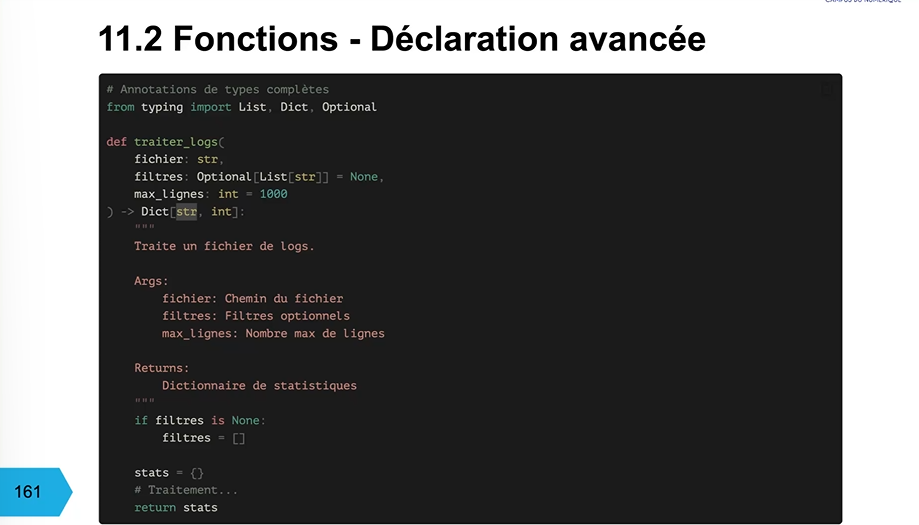 CAMPUS DU NUMÉRIQUE
11.2 Fonctions - Déclaration avancée
# Annotations de types complètes
from typing import List, Dict, Optional
def traiter_logs(
fichier: str,
filtres: Optional[List[str]] = None,
max_lignes: int = 1000
) -> Dict[str, int]:
"""
Traite un fichier de logs.
Args:
fichier: Chemin du fichier
filtres: Filtres optionnels
max_lignes: Nombre max de lignes
Returns:
Dictionnaire de statistiques
"""
if filtres is None:
filtres = []
stats = {}
# Traitement...
return stats
161